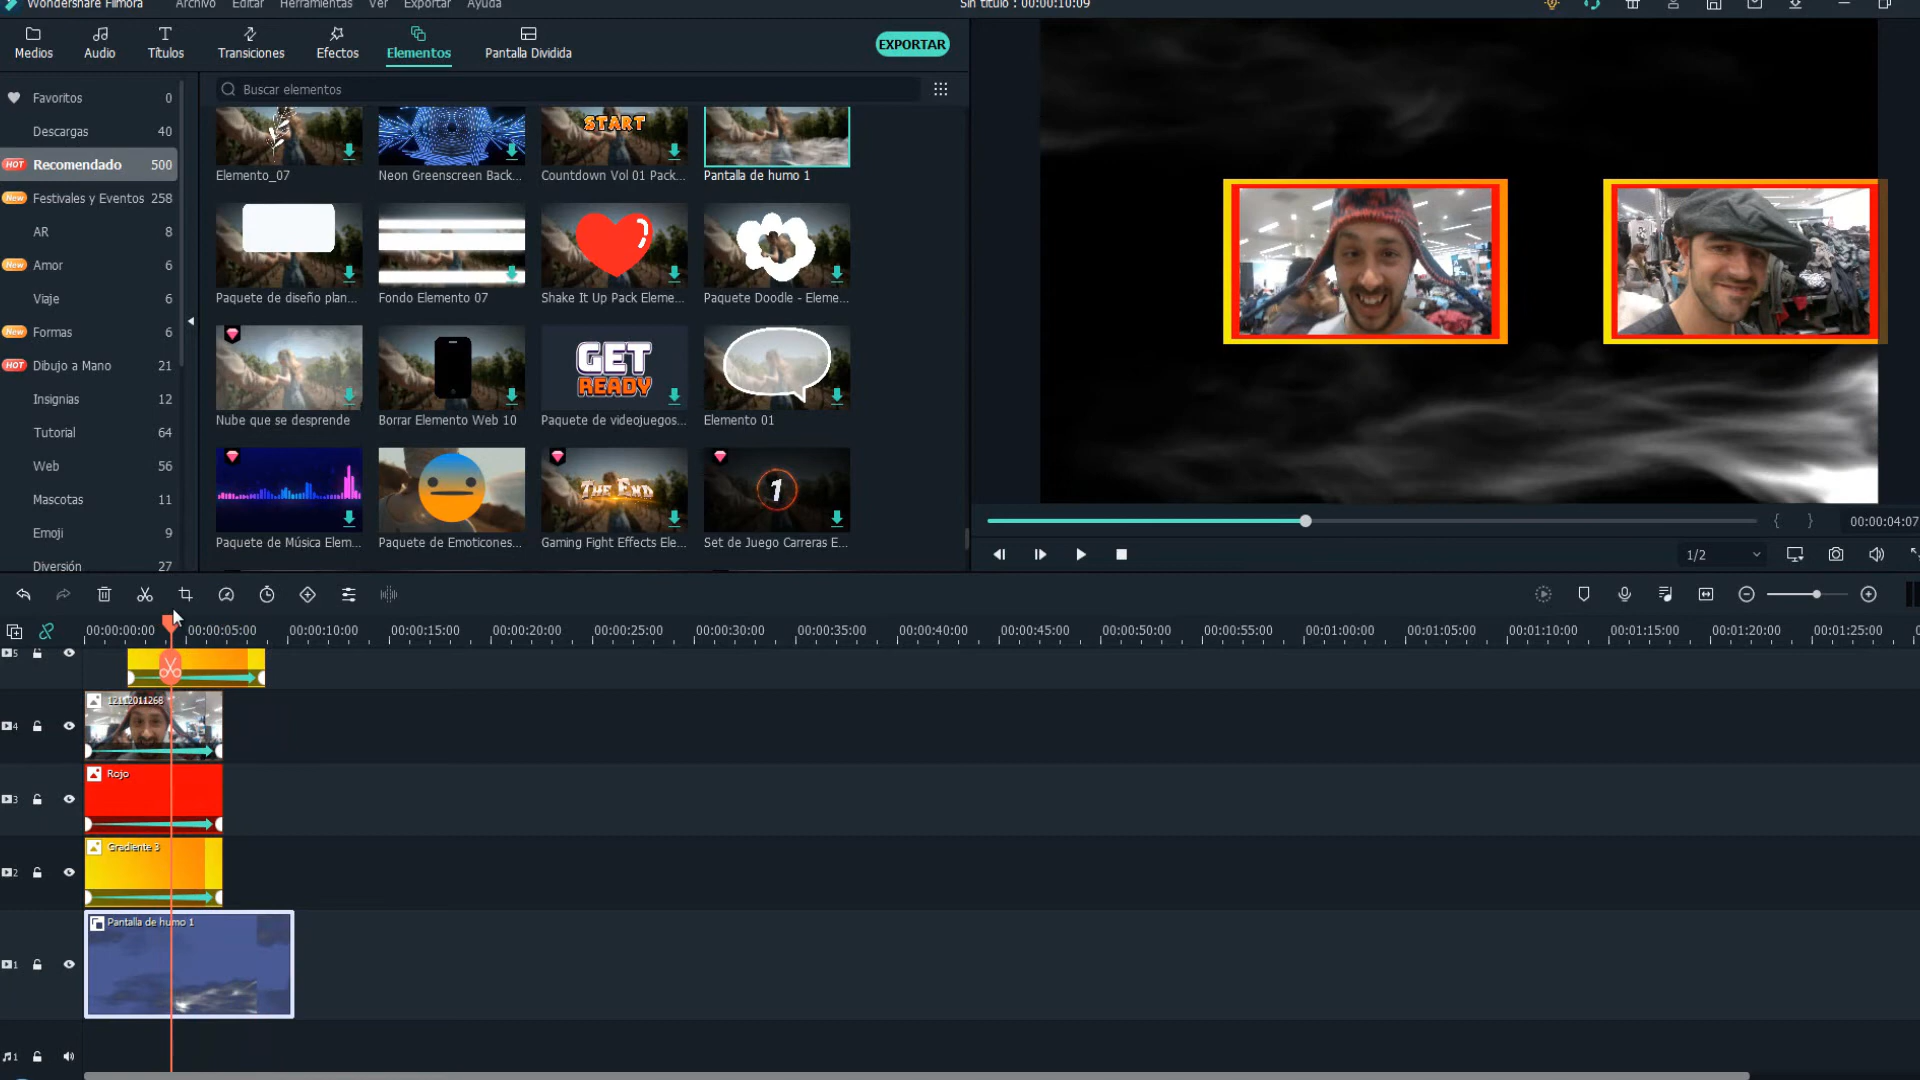 Wondershare Filmora
Archivo Editar Herramientas Ver Exportar Ayuda
Sin título : 00:00:10:09
Medios
Audio
Títulos
Transiciones
Efectos
Elementos
Pantalla Dividida
EXPORTAR
Buscar elementos
Favoritos 0
Descargas 40
HOT Recomendado 500
New Festivales y Eventos 258
AR 8
New Amor 6
Viaje 6
New Formas 6
HOT Dibujo a Mano 21
Insignias 12
Tutorial 64
Web 56
Mascotas 11
Emoji 9
Diversión 27
START
Elemento_07
Neon Greenscreen Back...
Countdown Vol 01 Pack...
Pantalla de humo 1
Paquete de diseño plan...
Fondo Elemento 07
Shake It Up Pack Eleme...
Paquete Doodle - Eleme...
GET
READY
Nube que se desprende
Borrar Elemento Web 10
Paquete de videojuegos...
Elemento 01
THE END
1
Paquete de Música Elem...
Paquete de Emoticones...
Gaming Fight Effects Ele...
Set de Juego Carreras E...
{ }
00:00:04:07
1/2
00:00:00:00 00:00:05:00 00:00:10:00 00:00:15:00 00:00:20:00 00:00:25:00 00:00:30:00 00:00:35:00 00:00:40:00 00:00:45:00 00:00:50:00 00:00:55:00 00:01:00:00 00:01:05:00 00:01:10:00 00:01:15:00 00:01:20:00 00:01:25:00
5
4
12112011268
3
Rojo
2
Gradiente 3
1
Pantalla de humo 1
1